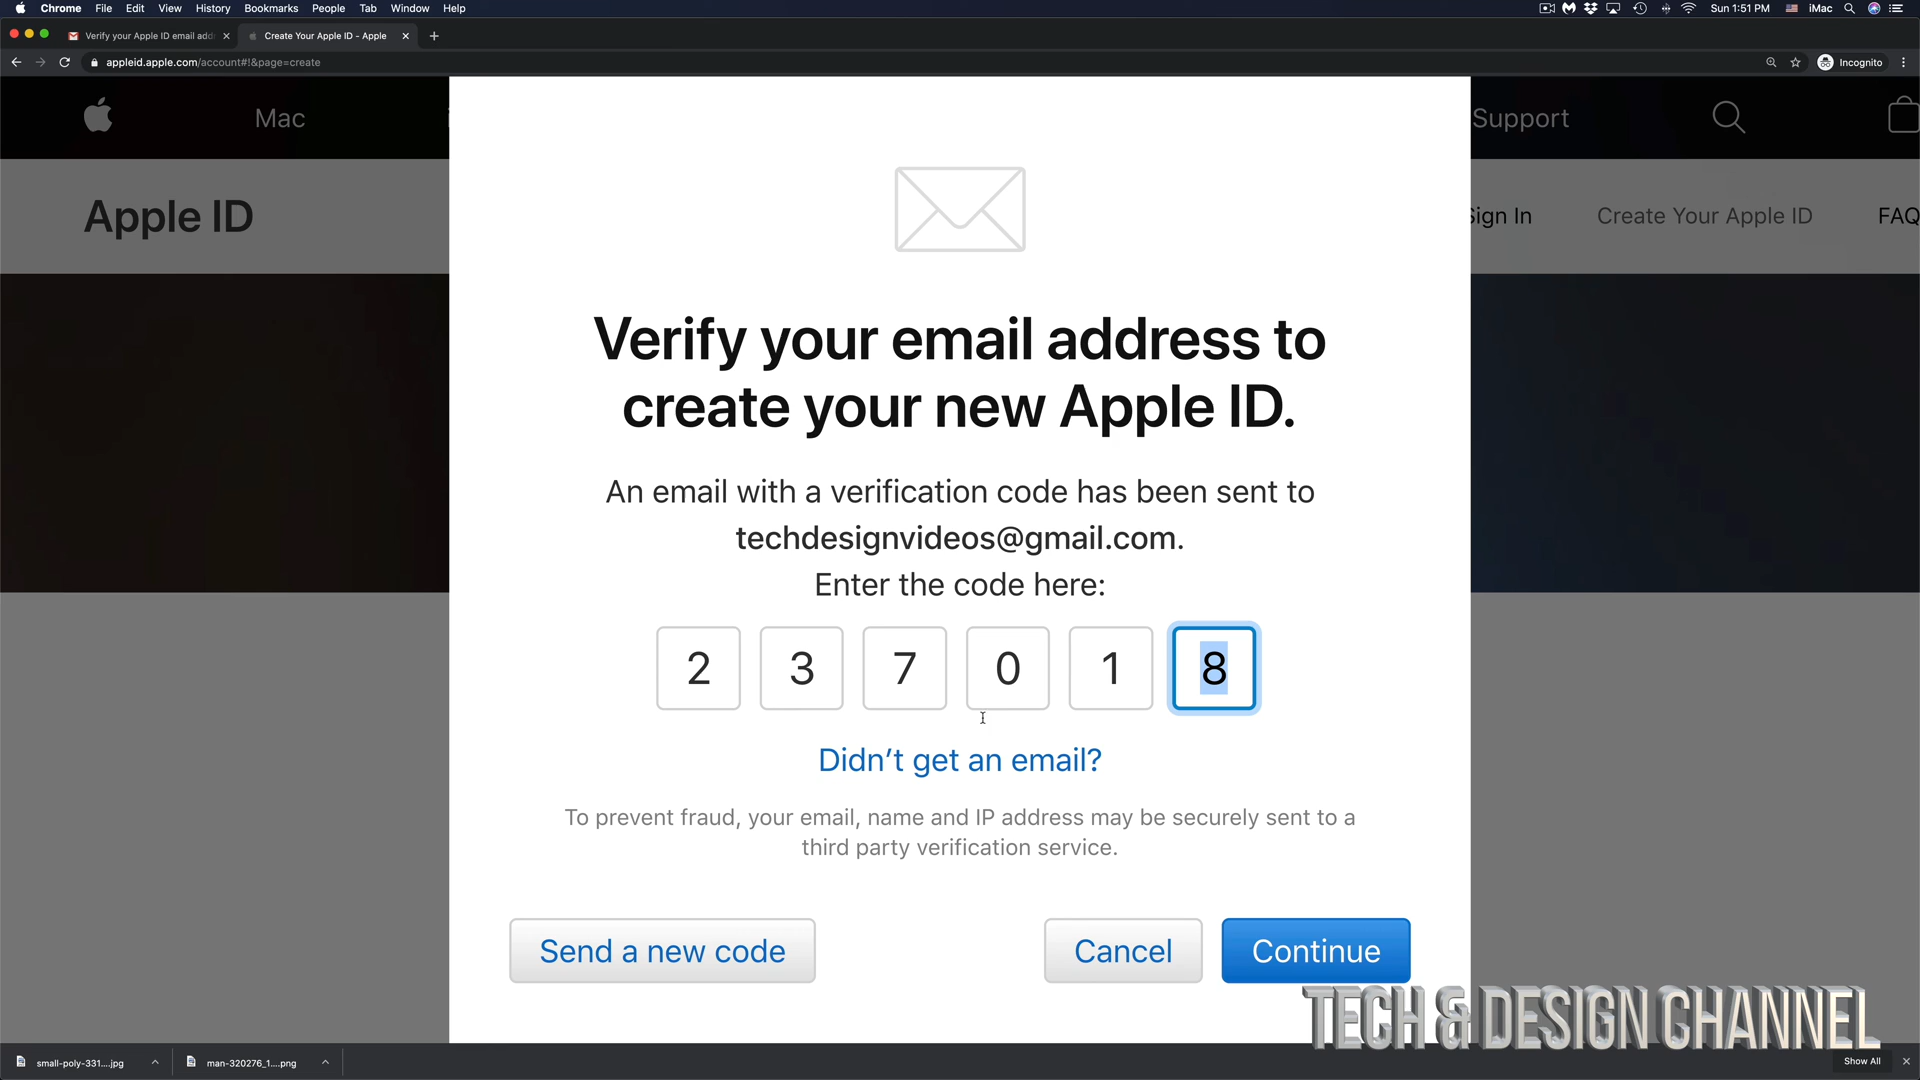 Chrome File Edit View History Bookmarks People Tab Window Help
Sun 1:51 PM iMac
Verify your Apple ID email add
Create Your Apple ID - Apple
appleid.apple.com/account#!&page=create
Incognito
Mac
Support
Apple ID
Sign In
Create Your Apple ID
FAQ
Verify your email address to
create your new Apple ID.
An email with a verification code has been sent to
techdesignvideos@gmail.com.
Enter the code here:
2 3 7 0 1 8
Didn’t get an email?
To prevent fraud, your email, name and IP address may be securely sent to a
third party verification service.
Send a new code
Cancel
Continue
TECH & DESIGN CHANNEL
small-poly-331....jpg
man-320276_1....png
Show All